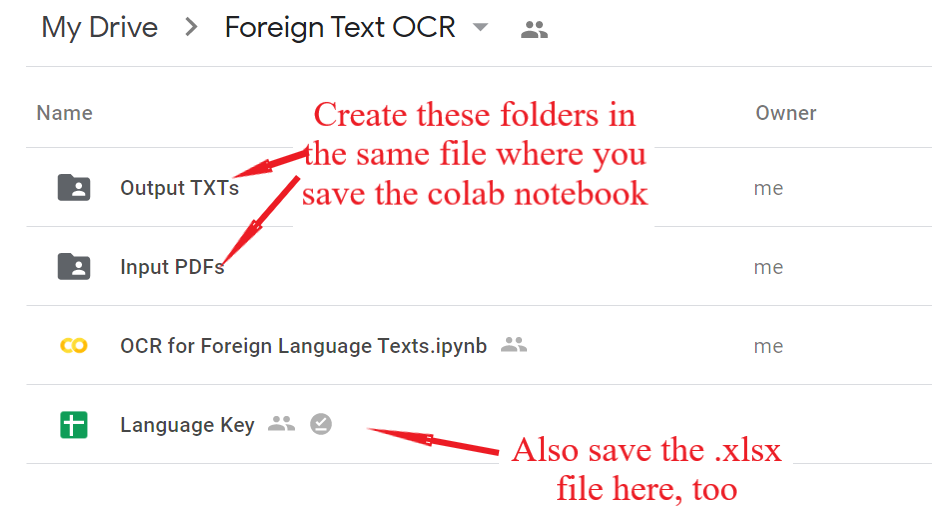 My Drive > Foreign Text OCR
Name
Owner
Create these folders in
the same file where you
save the colab notebook
Output TXTs
me
Input PDFs
me
OCR for Foreign Language Texts.ipynb
me
Language Key
Also save the .xlsx
file here, too